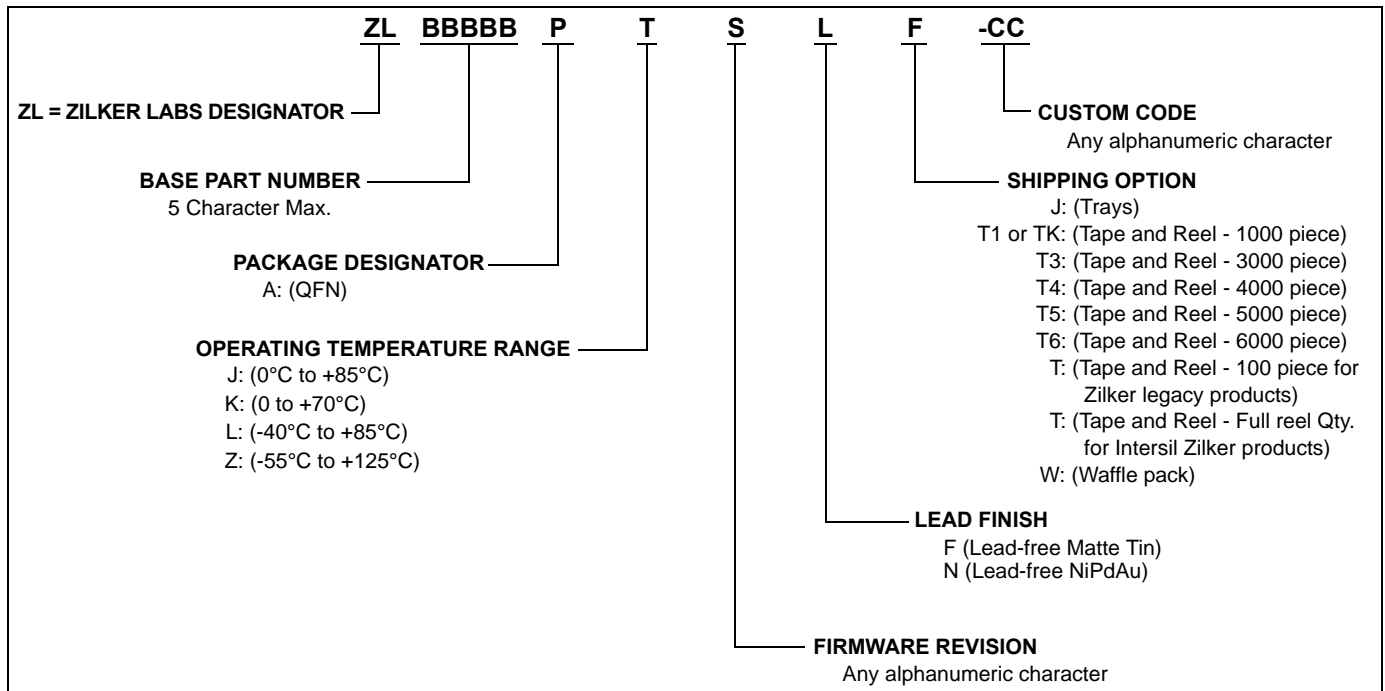 ZL BBBBB P T S L F -CC
ZL = ZILKER LABS DESIGNATOR
BASE PART NUMBER
5 Character Max.
PACKAGE DESIGNATOR
A: (QFN)
OPERATING TEMPERATURE RANGE
J: (0°C to +85°C)
K: (0 to +70°C)
L: (-40°C to +85°C)
Z: (-55°C to +125°C)
CUSTOM CODE
Any alphanumeric character
SHIPPING OPTION
J: (Trays)
T1 or TK: (Tape and Reel - 1000 piece)
T3: (Tape and Reel - 3000 piece)
T4: (Tape and Reel - 4000 piece)
T5: (Tape and Reel - 5000 piece)
T6: (Tape and Reel - 6000 piece)
T: (Tape and Reel - 100 piece for
Zilker legacy products)
T: (Tape and Reel - Full reel Qty.
for Intersil Zilker products)
W: (Waffle pack)
LEAD FINISH
F (Lead-free Matte Tin)
N (Lead-free NiPdAu)
FIRMWARE REVISION
Any alphanumeric character